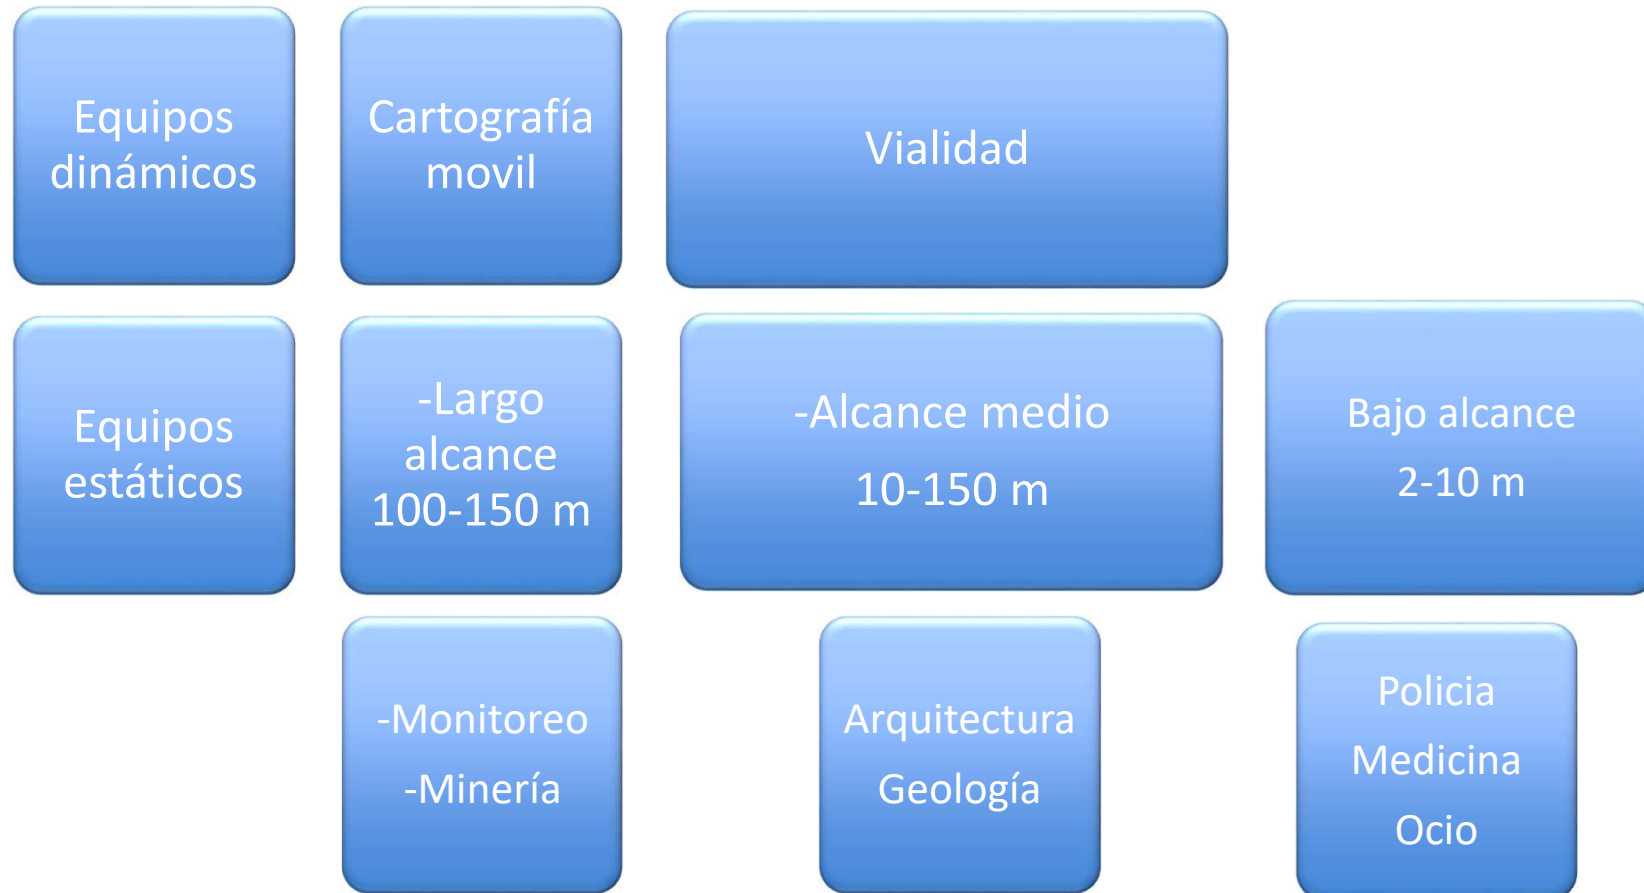 Equipos
dinámicos
Cartografía
movil
Vialidad
Equipos
estáticos
-Largo
alcance
100-150 m
-Alcance medio
10-150 m
Bajo alcance
2-10 m
-Monitoreo
-Minería
Arquitectura
Geología
Policia
Medicina
Ocio